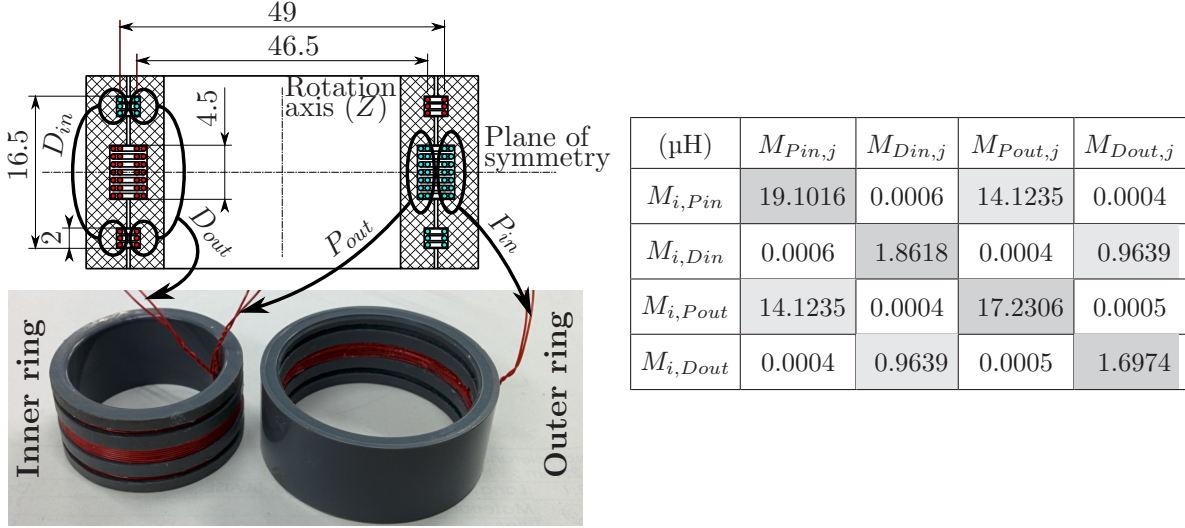 49
46.5
Rotation
axis (Z)
4.5
16.5
2
D_in
D_out
P_out
P_in
Plane of
symmetry
Inner ring
Outer ring
(µH) M_Pin,j M_Din,j M_Pout,j M_Dout,j
M_i,Pin 19.1016 0.0006 14.1235 0.0004
M_i,Din 0.0006 1.8618 0.0004 0.9639
M_i,Pout 14.1235 0.0004 17.2306 0.0005
M_i,Dout 0.0004 0.9639 0.0005 1.6974